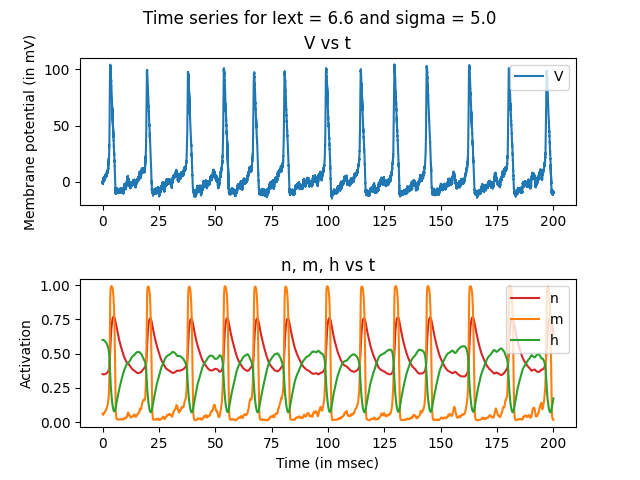 Time series for Iext = 6.6 and sigma = 5.0
V vs t
Membrane potential (in mV)
100
50
0
V
0 25 50 75 100 125 150 175 200
n, m, h vs t
Activation
1.00
0.75
0.50
0.25
0.00
n
m
h
0 25 50 75 100 125 150 175 200
Time (in msec)